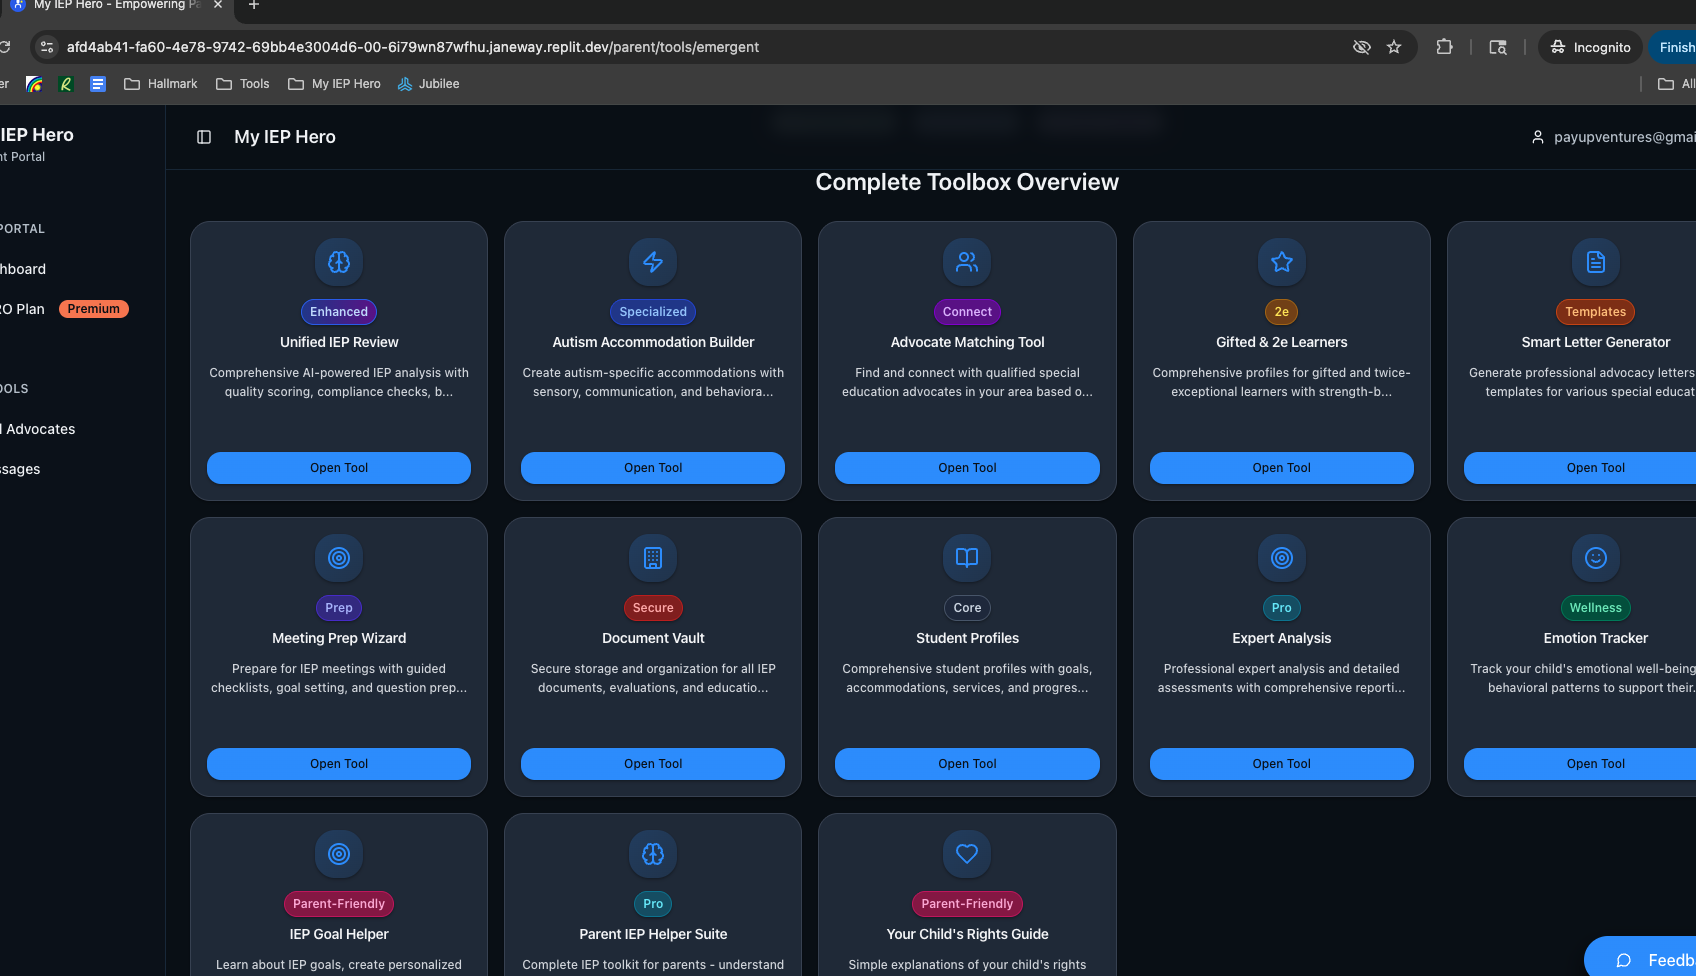 My IEP Hero - Empowering Pa
afd4ab41-fa60-4e78-9742-69bb4e3004d6-00-6i79wn87wfhu.janeway.replit.dev/parent/tools/emergent
Incognito
Finish
er
Hallmark
Tools
My IEP Hero
Jubilee
All
IEP Hero
nt Portal
My IEP Hero
payupventures@gmai
PORTAL
hboard
RO Plan
Premium
OOLS
d Advocates
ssages
Complete Toolbox Overview
Enhanced
Unified IEP Review
Comprehensive AI-powered IEP analysis with
quality scoring, compliance checks, b...
Open Tool
Specialized
Autism Accommodation Builder
Create autism-specific accommodations with
sensory, communication, and behaviora...
Open Tool
Connect
Advocate Matching Tool
Find and connect with qualified special
education advocates in your area based o...
Open Tool
2e
Gifted & 2e Learners
Comprehensive profiles for gifted and twice-
exceptional learners with strength-b...
Open Tool
Templates
Smart Letter Generator
Generate professional advocacy letters
templates for various special educat
Open Tool
Prep
Meeting Prep Wizard
Prepare for IEP meetings with guided
checklists, goal setting, and question prep...
Open Tool
Secure
Document Vault
Secure storage and organization for all IEP
documents, evaluations, and educatio...
Open Tool
Core
Student Profiles
Comprehensive student profiles with goals,
accommodations, services, and progres...
Open Tool
Pro
Expert Analysis
Professional expert analysis and detailed
assessments with comprehensive reporti...
Open Tool
Wellness
Emotion Tracker
Track your child's emotional well-being
behavioral patterns to support their.
Open Tool
Parent-Friendly
IEP Goal Helper
Learn about IEP goals, create personalized
Pro
Parent IEP Helper Suite
Complete IEP toolkit for parents - understand
Parent-Friendly
Your Child's Rights Guide
Simple explanations of your child's rights
Feedba